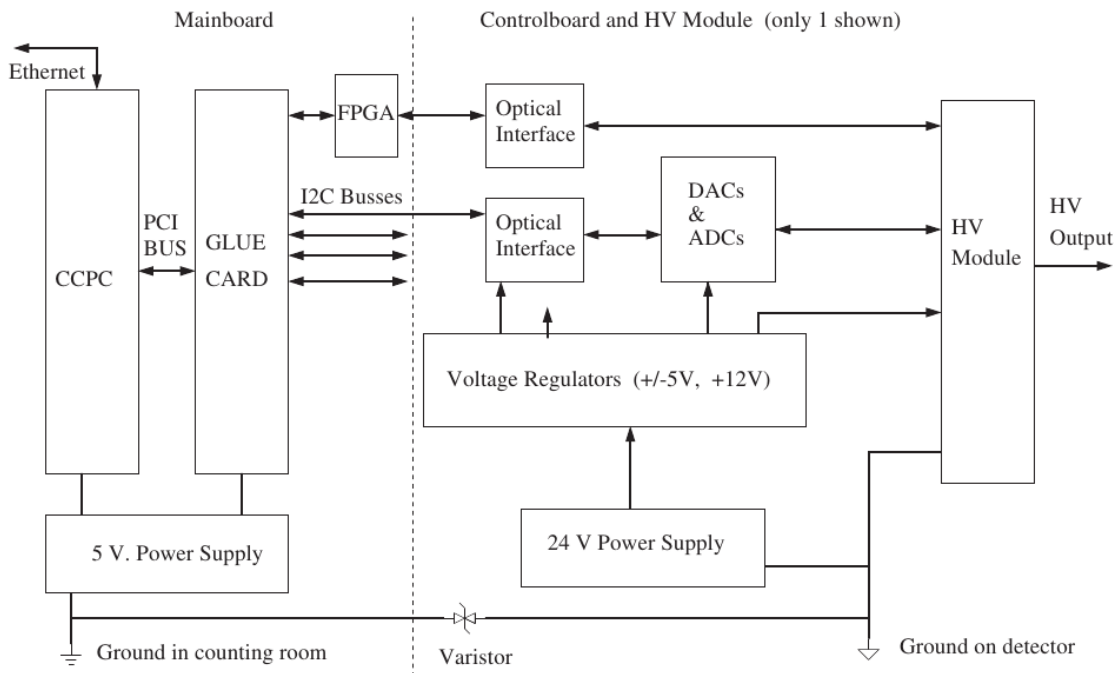 Mainboard
Controlboard and HV Module (only 1 shown)
Ethernet
FPGA
Optical
Interface
I2C Busses
DACs
&
ADCs
Optical
Interface
PCI
BUS
GLUE
CARD
CCPC
HV
Module
HV
Output
Voltage Regulators (+/-5V, +12V)
5 V. Power Supply
24 V Power Supply
Ground in counting room
Varistor
Ground on detector